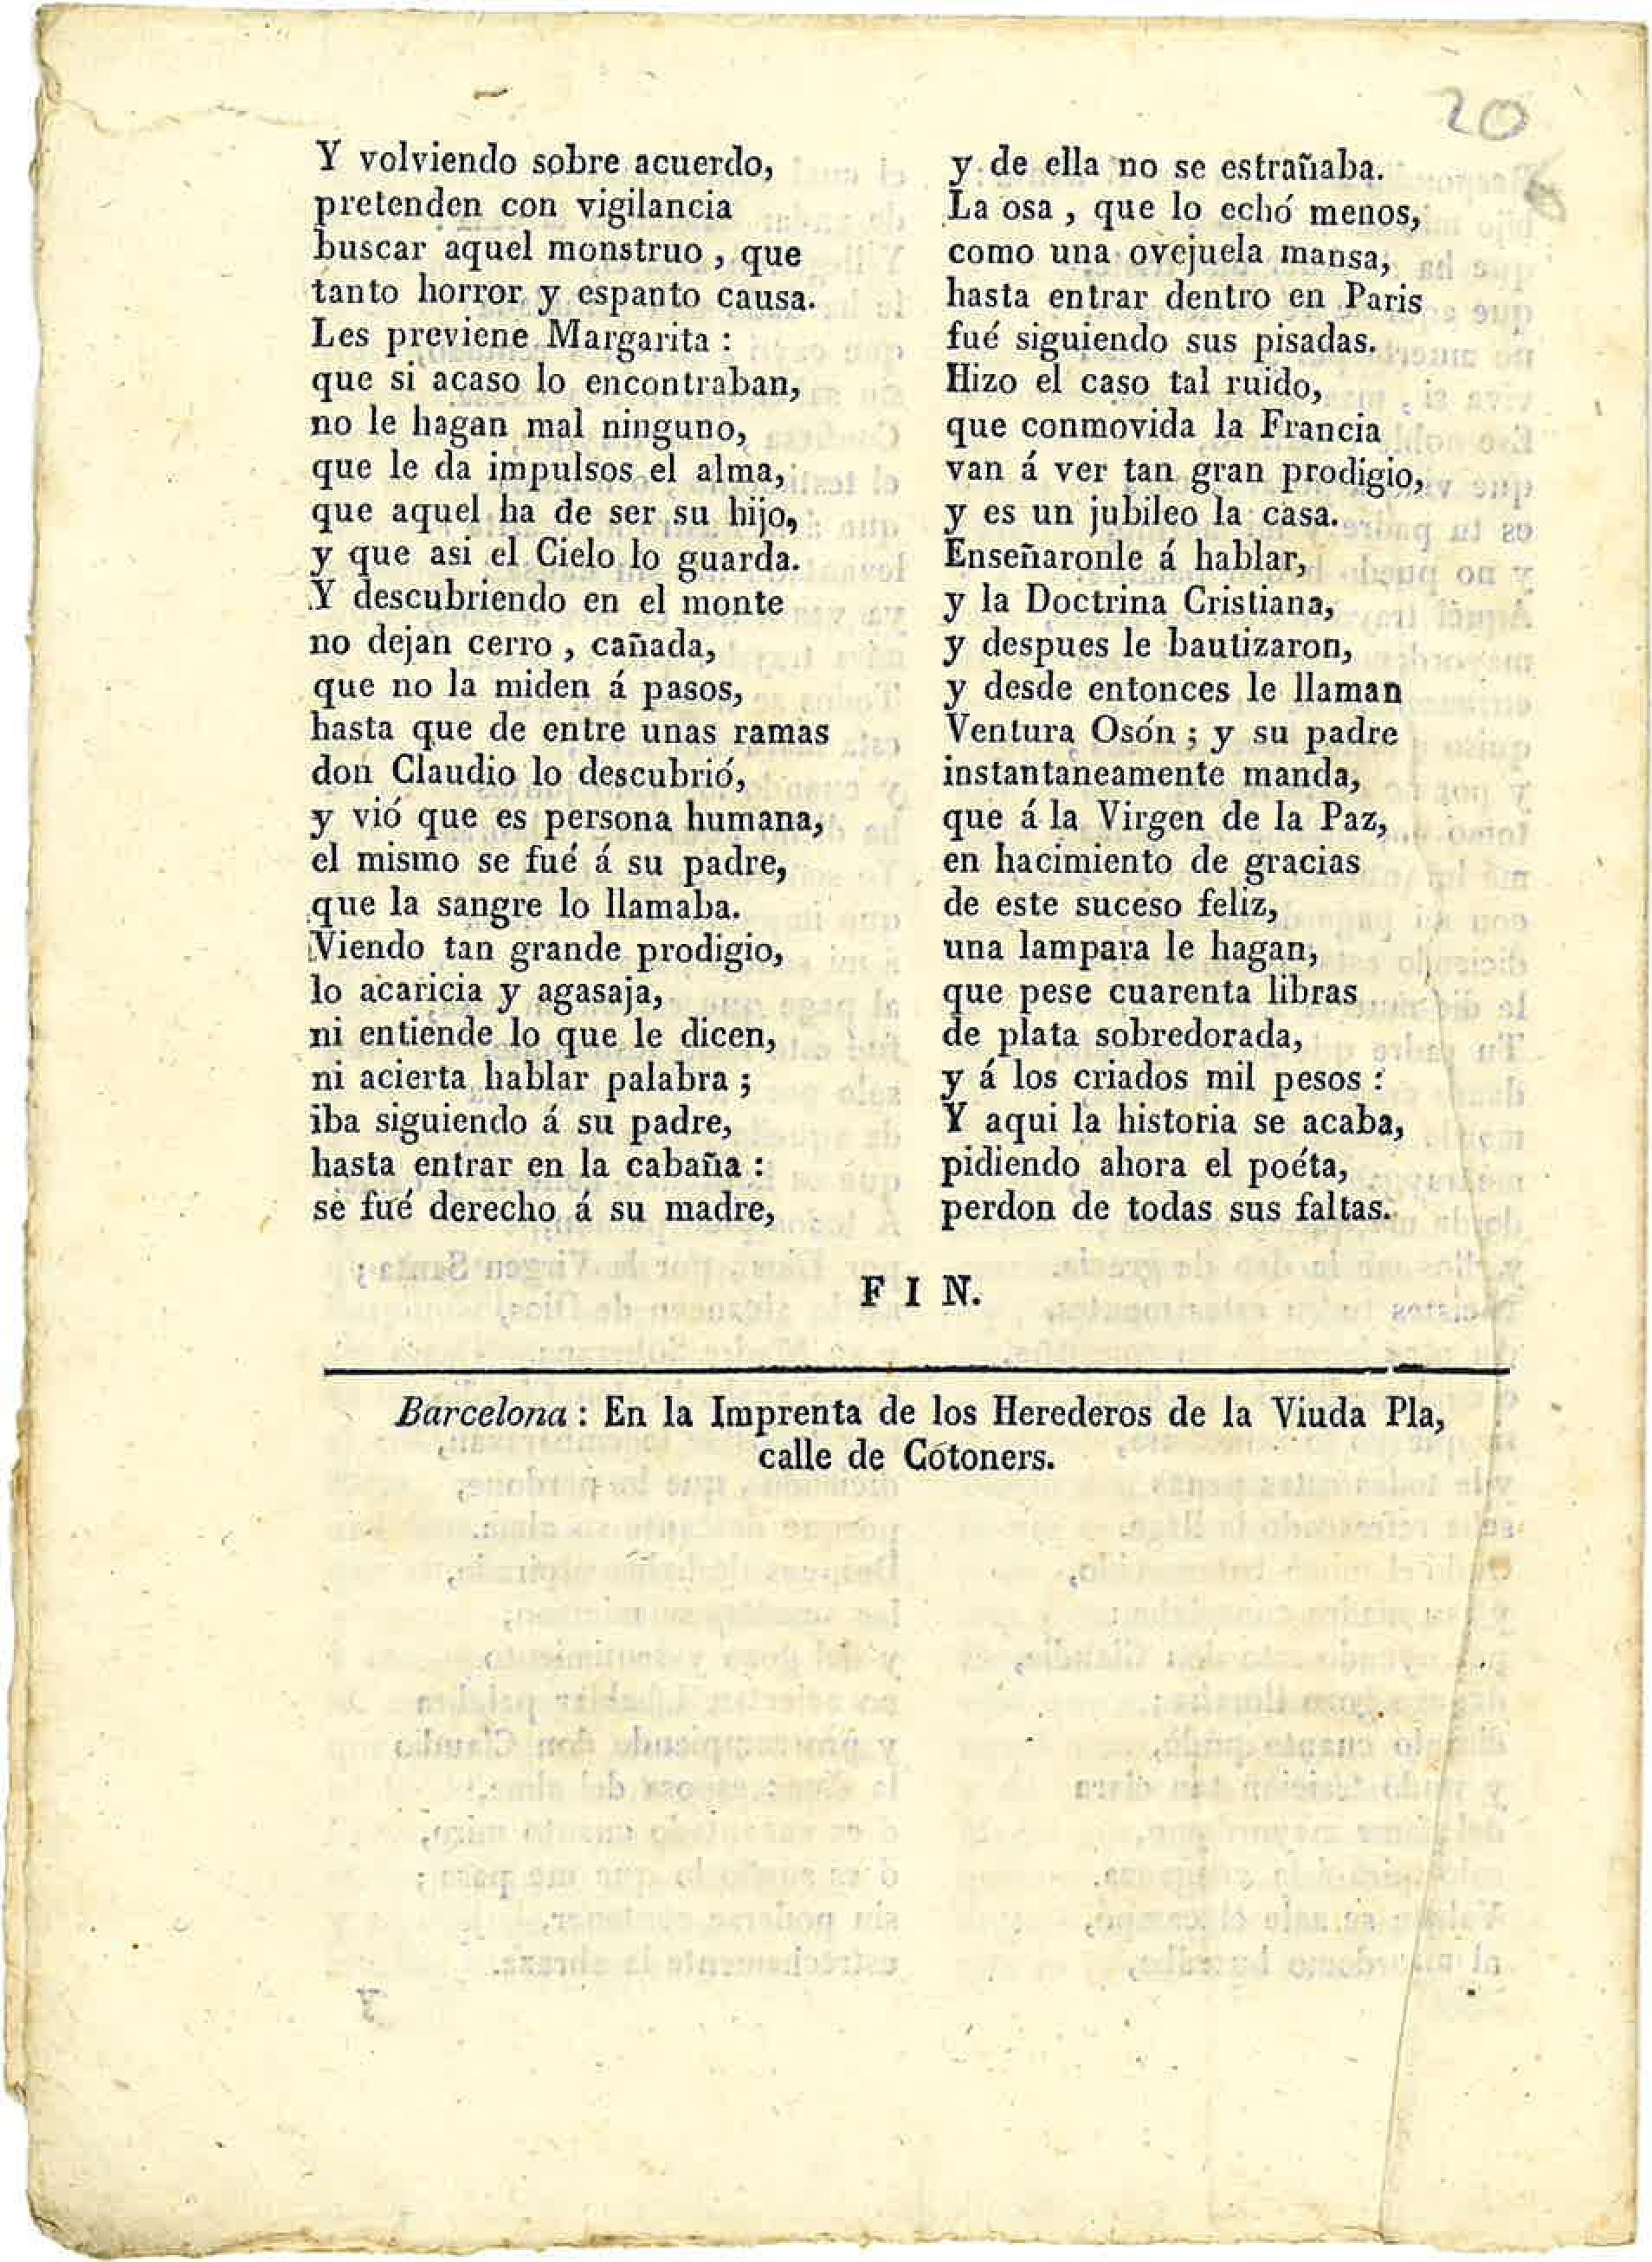 20
Y volviendo sobre acuerdo,
pretenden con vigilancia
buscar aquel monstruo , que
tanto horror y espanto causa.
Les previene Margarita :
que si acaso lo encontraban,
no le hagan mal ninguno,
que le da impulsos el alma,
que aquel ha de ser su hijo,
y que asi el Cielo lo guarda.
Y descubriendo en el monte
no dejan cerro , cañada,
que no la miden á pasos,
hasta que de entre unas ramas
don Claudio lo descubrió,
y vió que es persona humana,
el mismo se fué á su padre,
que la sangre lo llamaba.
Viendo tan grande prodigio,
lo acaricia y agasaja,
ni entiende lo que le dicen,
ni acierta hablar palabra ;
iba siguiendo á su padre,
hasta entrar en la cabaña :
se fué derecho á su madre,
y de ella no se estrañaba.
La osa , que lo echó menos,
como una ovejuela mansa,
hasta entrar dentro en Paris
fué siguiendo sus pisadas.
Hizo el caso tal ruido,
que conmovida la Francia
van á ver tan gran prodigio,
y es un jubileo la casa.
Enseñaronle á hablar,
y la Doctrina Cristiana,
y despues le bautizaron,
y desde entonces le llaman
Ventura Osón ; y su padre
instantaneamente manda,
que á la Virgen de la Paz,
en hacimiento de gracias
de este suceso feliz,
una lampara le hagan,
que pese cuarenta libras
de plata sobredorada,
y á los criados mil pesos :
Y aqui la historia se acaba,
pidiendo ahora el poéta,
perdon de todas sus faltas.
F I N.
Barcelona : En la Imprenta de los Herederos de la Viuda Pla,
calle de Cotoners.